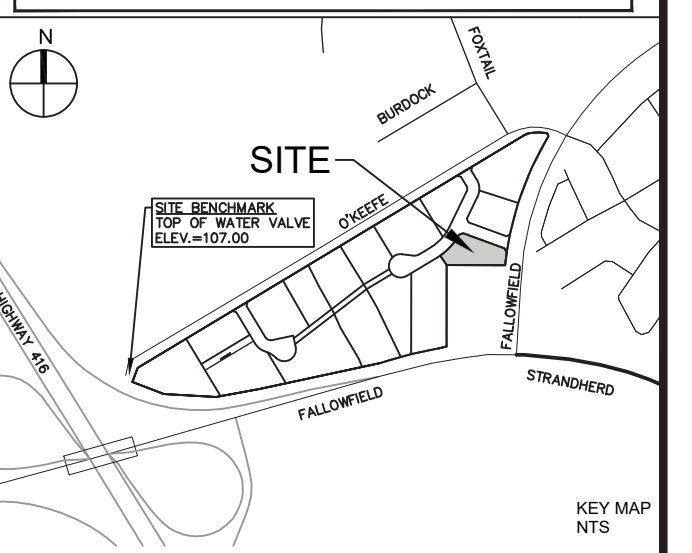 N
FOXTAIL
BURDOCK
SITE
O'KEEFE
SITE BENCHMARK
TOP OF WATER VALVE
ELEV.=107.00
HIGHWAY 416
FALLOWFIELD
STRANDHERD
FALLOWFIELD
KEY MAP
NTS